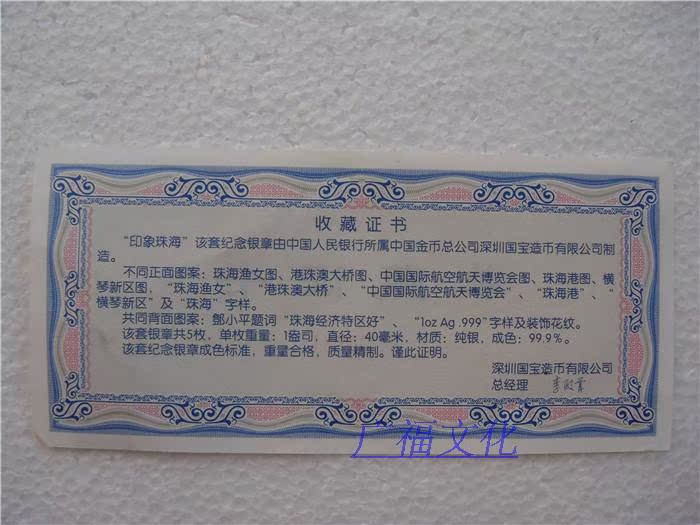 收藏证书
“印象珠海”该套纪念银章由中国人民银行所属中国金币总公司深圳国宝造币有限公司制
造。
不同正面图案：珠海渔女图、港珠澳大桥图、中国国际航空航天博览会图、珠海港图、横
琴新区图，“珠海渔女”、“港珠澳大桥”、“中国国际航空航天博览会”、“珠海港”、“
横琴新区”及“珠海”字样。
共同背面图案：鄧小平题词“珠海经济特区好”、“1oz Ag .999”字样及装饰花纹。
该套银章共5枚，单枚重量：1盎司，直径：40毫米，材质：纯银，成色：99.9%。
该套纪念银章成色标准，重量合格，质量精制。谨此证明。
深圳国宝造币有限公司
总经理
广福文化